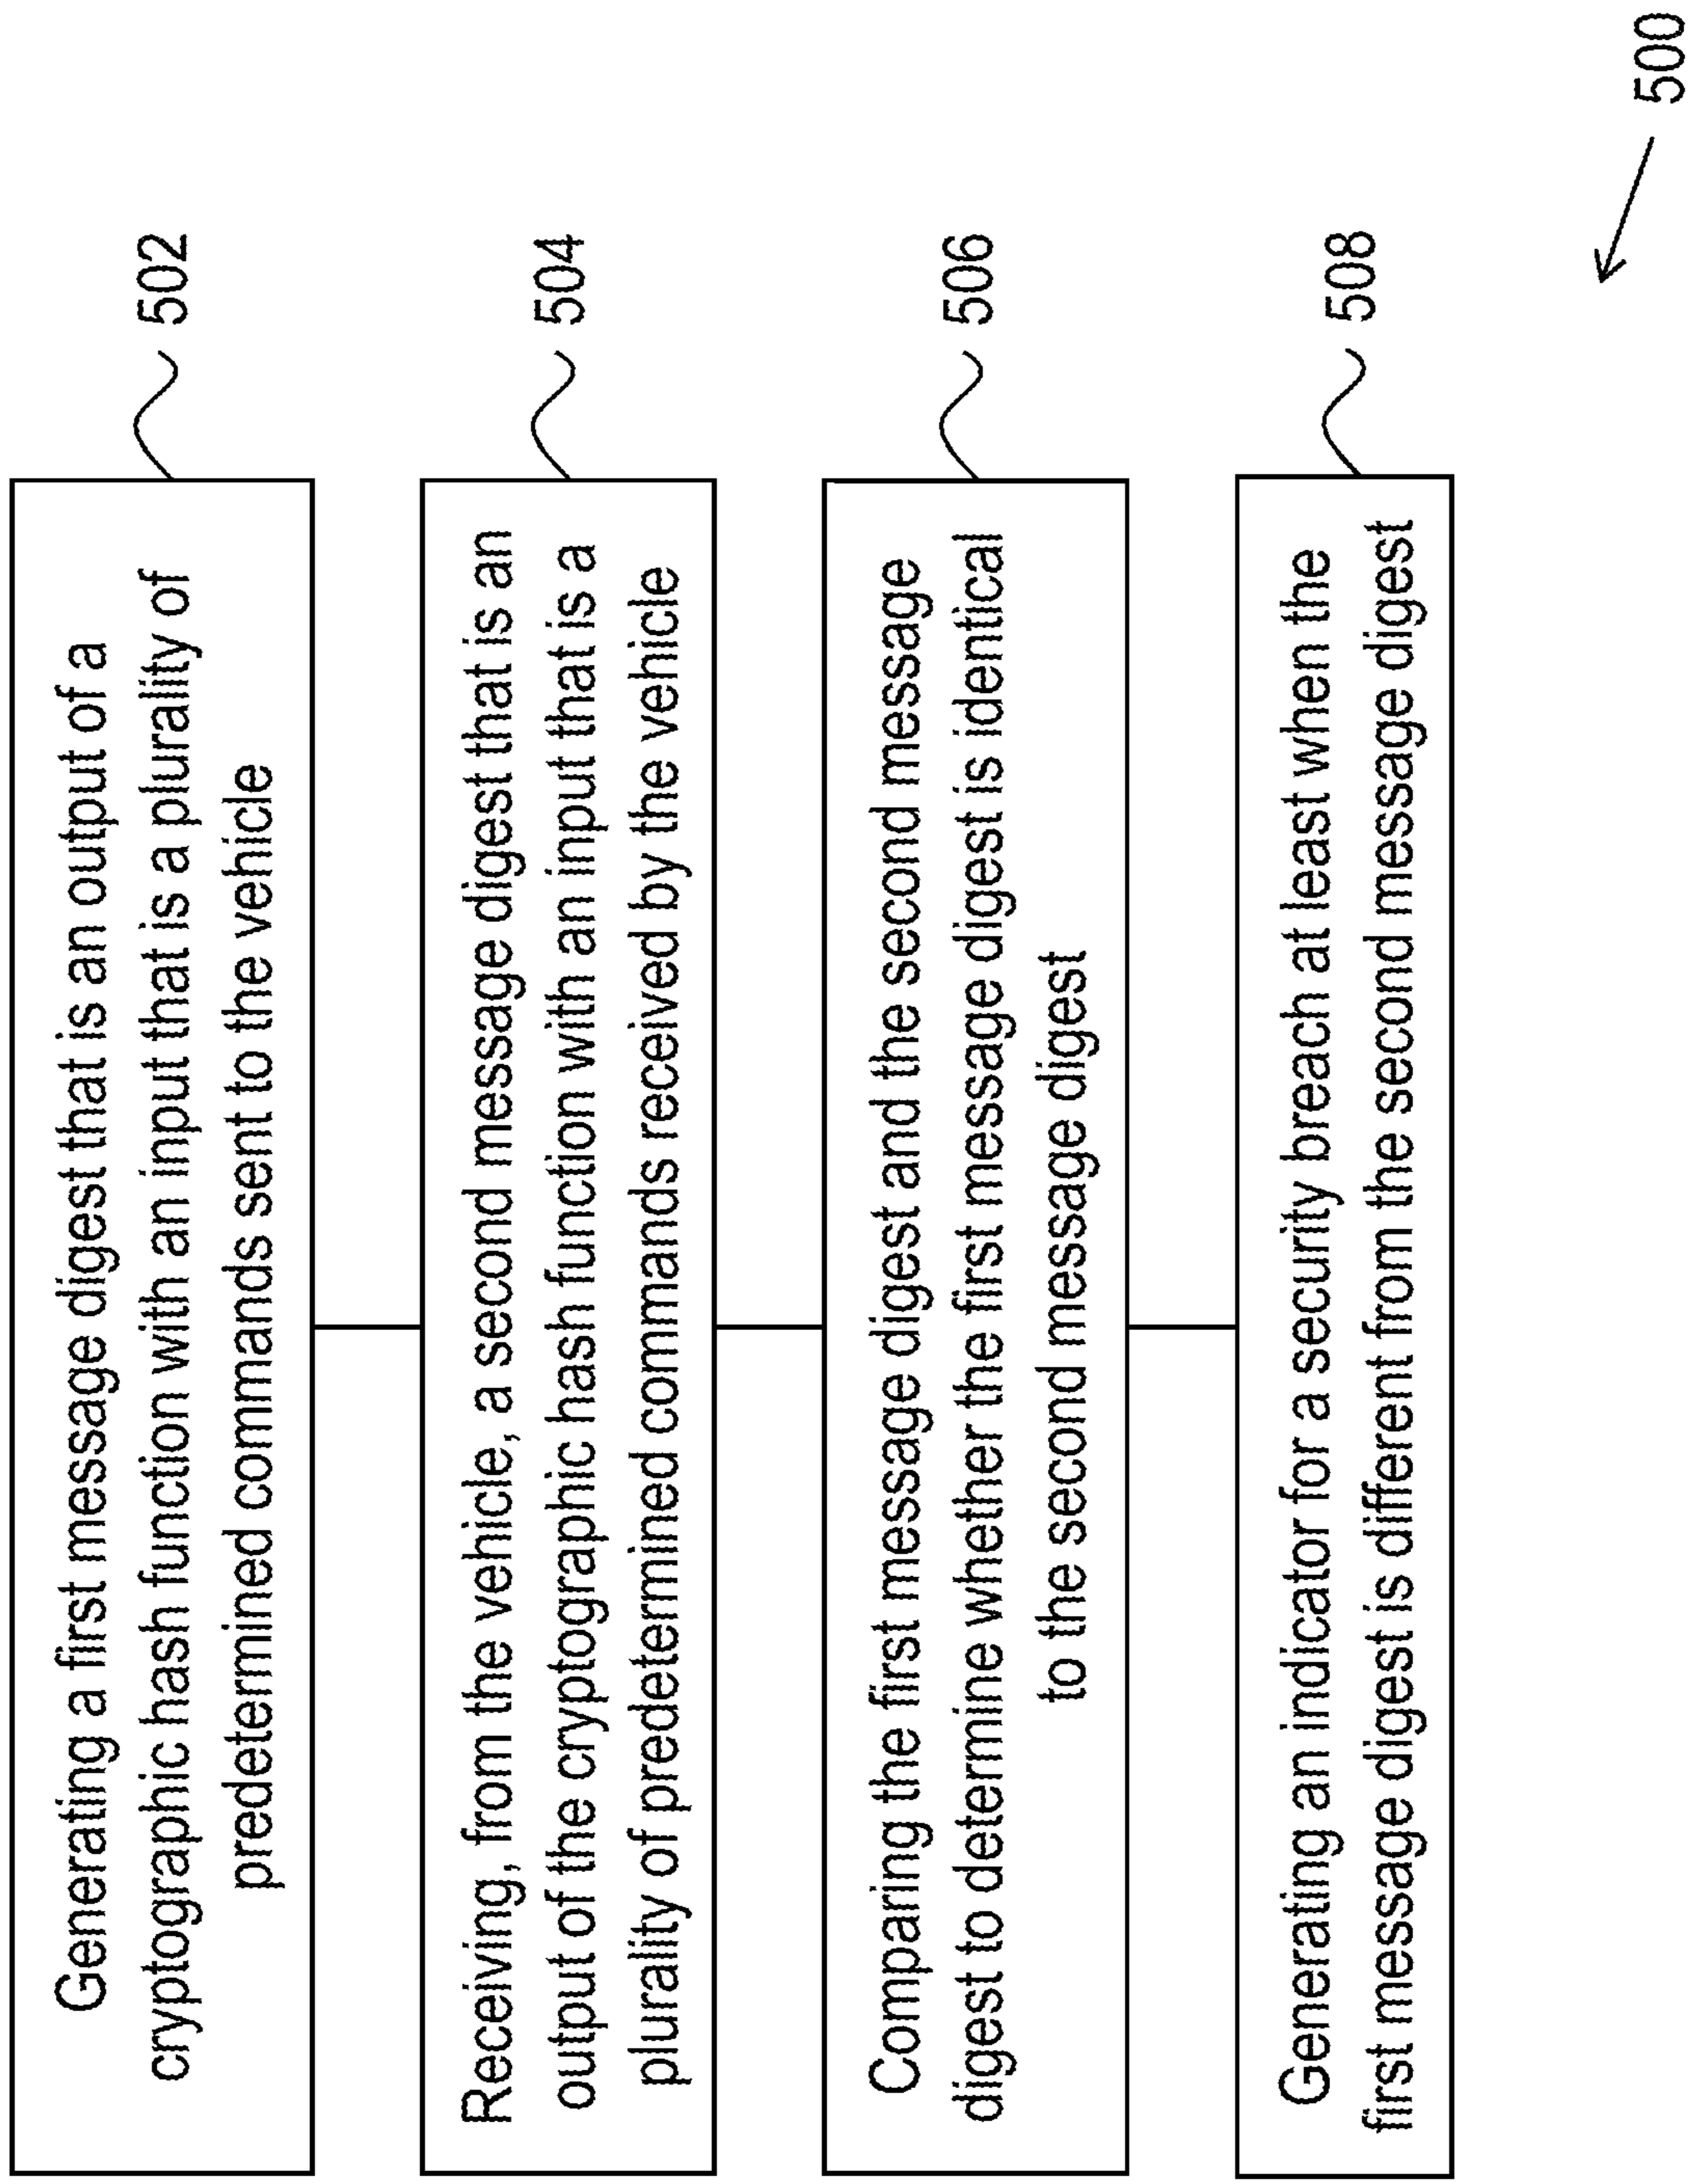 Generating a first message digest that is an output of a
cryptographic hash function with an input that is a plurality of
predetermined commands sent to the vehicle
502
Receiving, from the vehicle, a second message digest that is an
output of the cryptographic hash function with an input that is a
plurality of predetermined commands received by the vehicle
504
Comparing the first message digest and the second message
digest to determine whether the first message digest is identical
to the second message digest
506
Generating an indicator for a security breach at least when the
first message digest is different from the second message digest
508
500